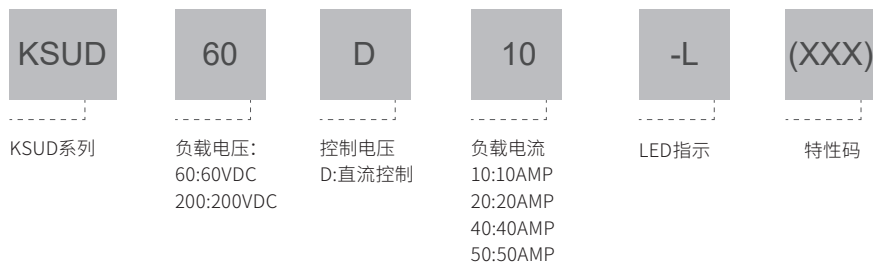 KSUD
60
D
10
-L
(XXX)
KSUD系列
负载电压：
60:60VDC
200:200VDC
控制电压
D:直流控制
负载电流
10:10AMP
20:20AMP
40:40AMP
50:50AMP
LED指示
特性码